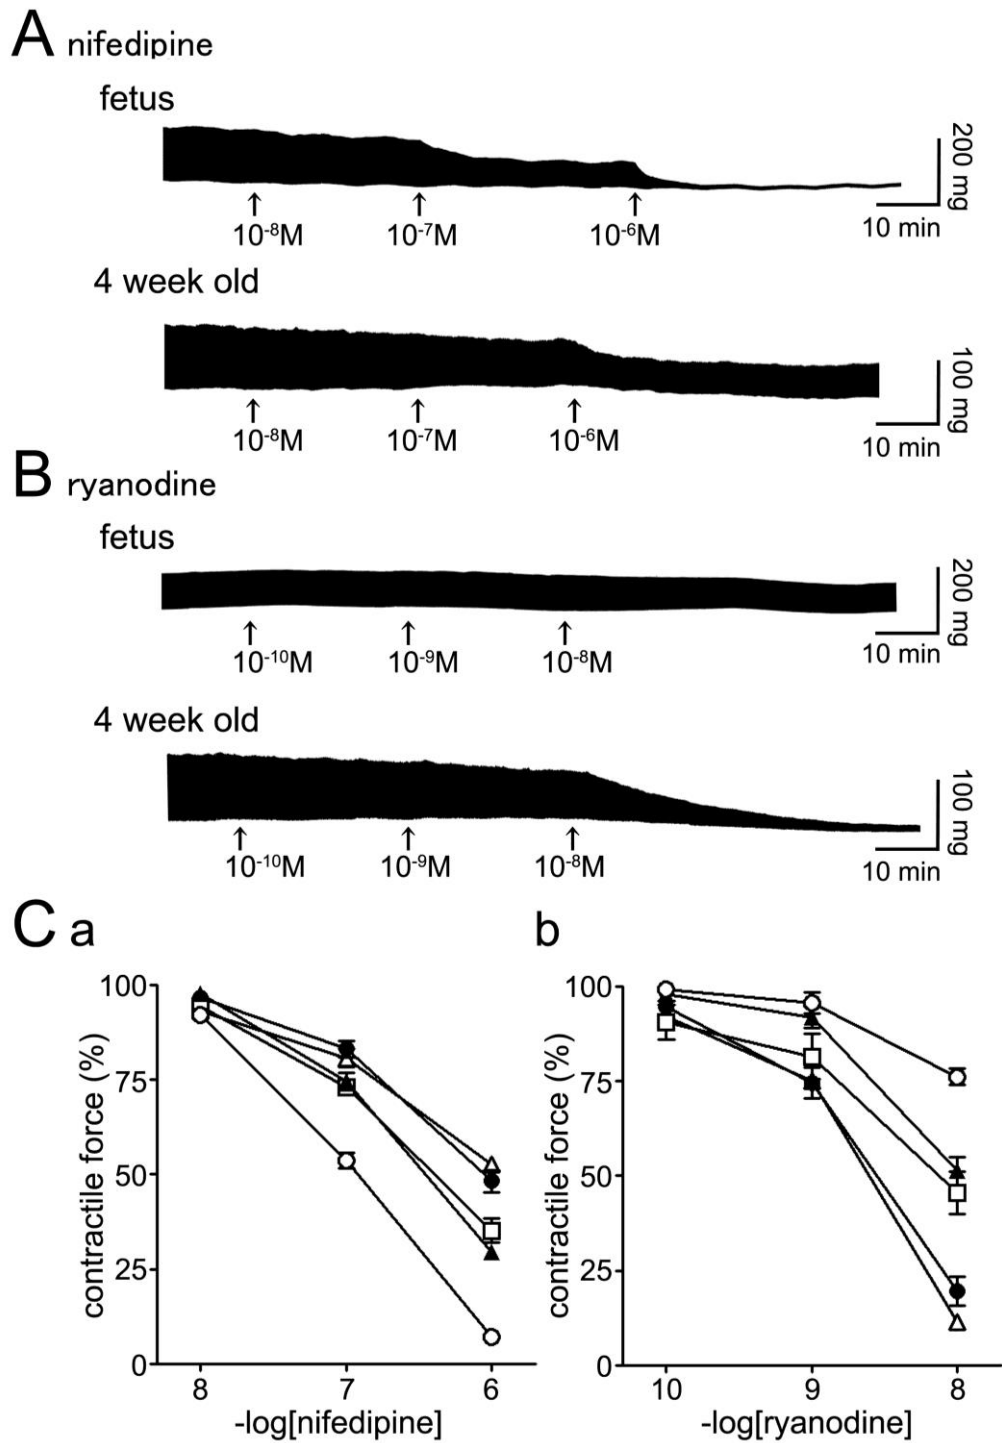 A nifedipine
fetus
200 mg
↑ ↑ ↑
10⁻⁸M 10⁻⁷M 10⁻⁶M
10 min
4 week old
100 mg
↑ ↑ ↑
10⁻⁸M 10⁻⁷M 10⁻⁶M
10 min
B ryanodine
fetus
200 mg
↑ ↑ ↑
10⁻¹⁰M 10⁻⁹M 10⁻⁸M
10 min
4 week old
100 mg
↑ ↑ ↑
10⁻¹⁰M 10⁻⁹M 10⁻⁸M
10 min
C a
contractile force (%)
100
75
50
25
0
8 7 6
-log[nifedipine]
b
contractile force (%)
100
75
50
25
0
10 9 8
-log[ryanodine]